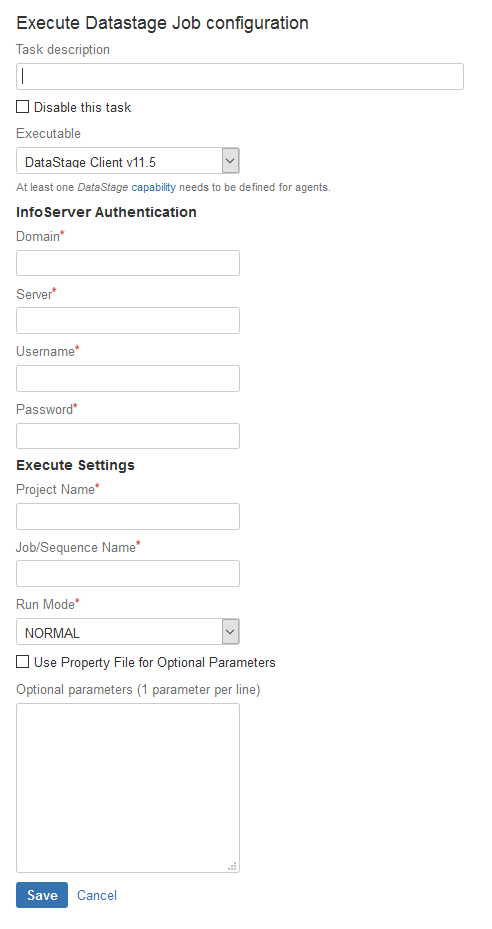 Execute Datastage Job configuration
Task description
Disable this task
Executable
DataStage Client v11.5
At least one DataStage capability needs to be defined for agents.
InfoServer Authentication
Domain*
Server*
Username*
Password*
Execute Settings
Project Name*
Job/Sequence Name*
Run Mode*
NORMAL
Use Property File for Optional Parameters
Optional parameters (1 parameter per line)
Save Cancel